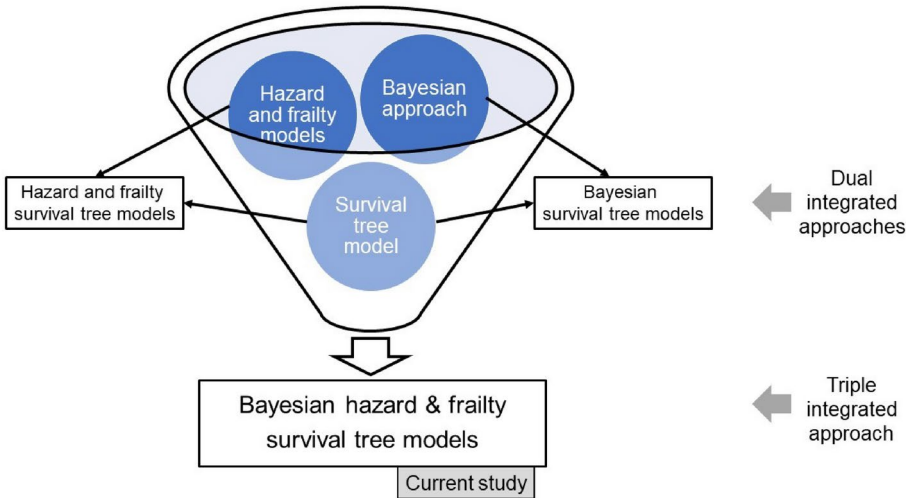 Hazard
and frailty
models
Bayesian
approach
Survival
tree
model
Hazard and frailty
survival tree models
Bayesian
survival tree models
Dual
integrated
approaches
Bayesian hazard & frailty
survival tree models
Current study
Triple
integrated
approach